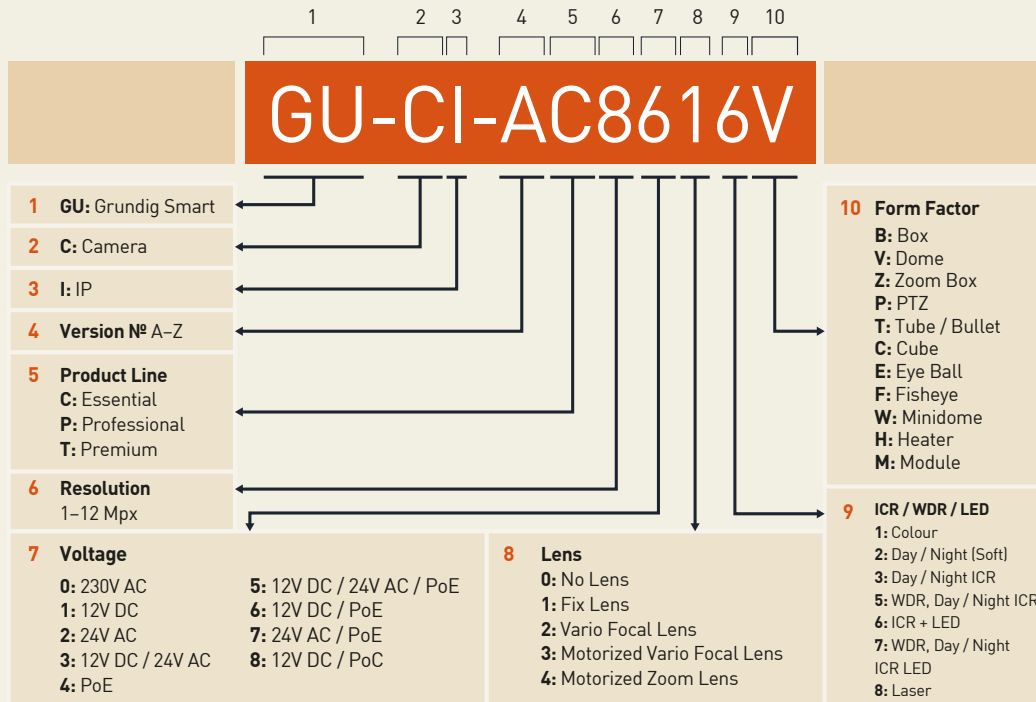 1 2 3 4 5 6 7 8 9 10
GU-CI-AC8616V
1 GU: Grundig Smart
2 C: Camera
3 I: IP
4 Version Nº A–Z
5 Product Line
C: Essential
P: Professional
T: Premium
6 Resolution
1–12 Mpx
7 Voltage
0: 230V AC
1: 12V DC
2: 24V AC
3: 12V DC / 24V AC
4: PoE
5: 12V DC / 24V AC / PoE
6: 12V DC / PoE
7: 24V AC / PoE
8: 12V DC / PoC
8 Lens
0: No Lens
1: Fix Lens
2: Vario Focal Lens
3: Motorized Vario Focal Lens
4: Motorized Zoom Lens
10 Form Factor
B: Box
V: Dome
Z: Zoom Box
P: PTZ
T: Tube / Bullet
C: Cube
E: Eye Ball
F: Fisheye
W: Minidome
H: Heater
M: Module
9 ICR / WDR / LED
1: Colour
2: Day / Night (Soft)
3: Day / Night ICR
5: WDR, Day / Night ICR
6: ICR + LED
7: WDR, Day / Night
ICR LED
8: Laser